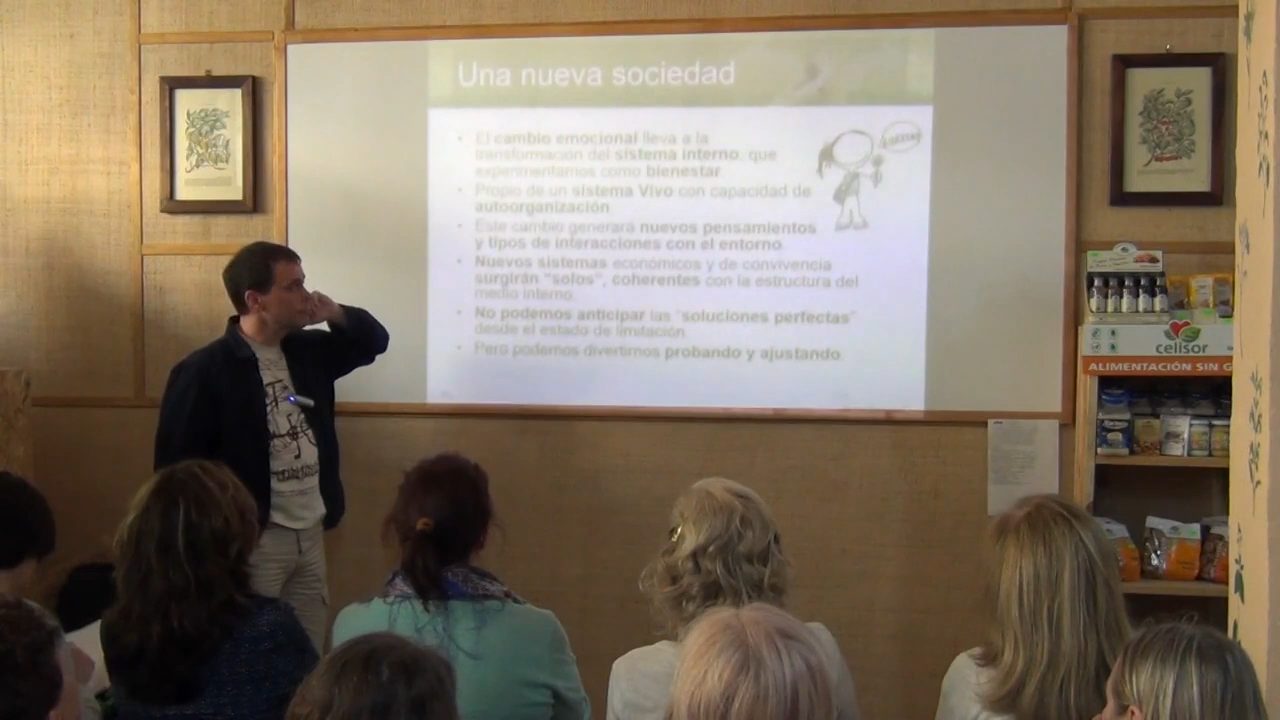 Una nueva sociedad
• El cambio emocional lleva a la
transformación del sistema interno, que
experimentamos como bienestar
• Propio de un sistema Vivo con capacidad de
autoorganización
• Este cambio generará nuevos pensamientos
y tipos de interacciones con el entorno.
• Nuevos sistemas económicos y de convivencia
surgirán "solos", coherentes con la estructura del
medio interno.
• No podemos anticipar las "soluciones perfectas"
desde el estado de limitación.
• Pero podemos divertirnos probando y ajustando.
celisor
ALIMENTACIÓN SIN G